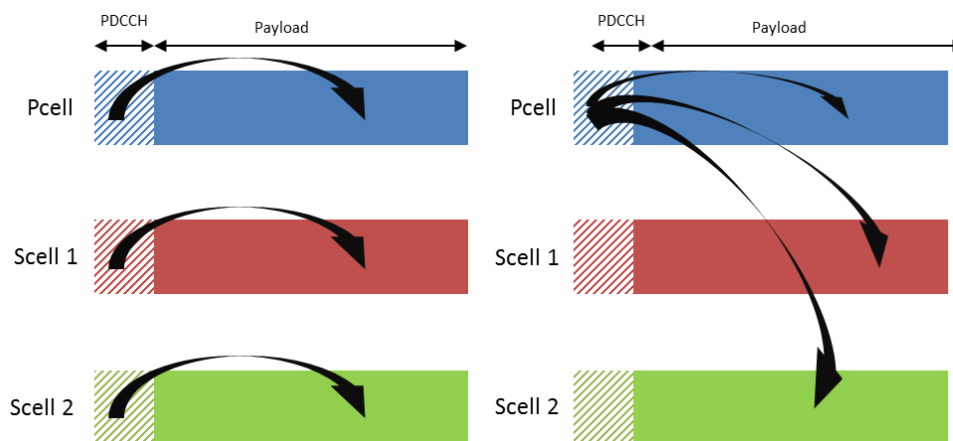 PDCCH
Payload
Pcell
Scell 1
Scell 2
PDCCH
Payload
Pcell
Scell 1
Scell 2